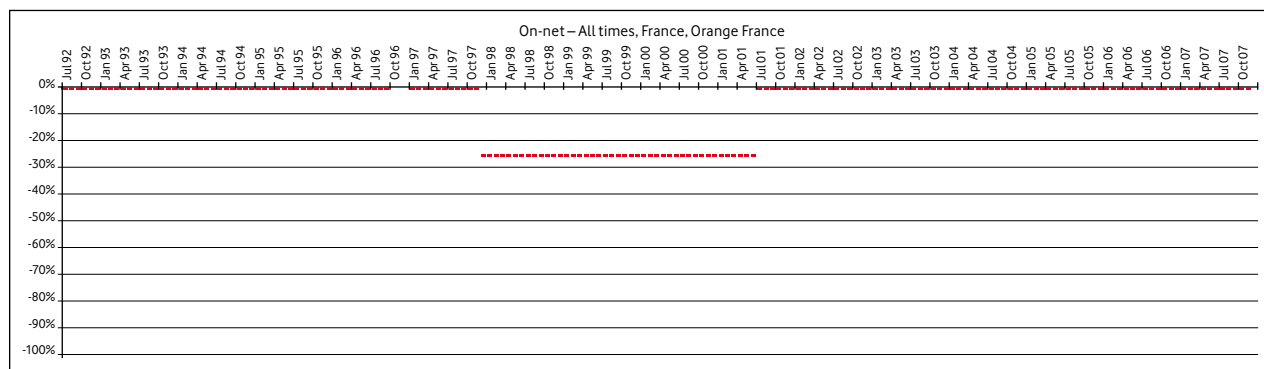 On-net – All times, France, Orange France
Jul 92
Oct 92
Jan 93
Apr 93
Jul 93
Oct 93
Jan 94
Apr 94
Jul 94
Oct 94
Jan 95
Apr 95
Jul 95
Oct 95
Jan 96
Apr 96
Jul 96
Oct 96
Jan 97
Apr 97
Jul 97
Oct 97
Jan 98
Apr 98
Jul 98
Oct 98
Jan 99
Apr 99
Jul 99
Oct 99
Jan 00
Apr 00
Jul 00
Oct 00
Jan 01
Apr 01
Jul 01
Oct 01
Jan 02
Apr 02
Jul 02
Oct 02
Jan 03
Apr 03
Jul 03
Oct 03
Jan 04
Apr 04
Jul 04
Oct 04
Jan 05
Apr 05
Jul 05
Oct 05
Jan 06
Apr 06
Jul 06
Oct 06
Jan 07
Apr 07
Jul 07
Oct 07
0%
-10%
-20%
-30%
-40%
-50%
-60%
-70%
-80%
-90%
-100%